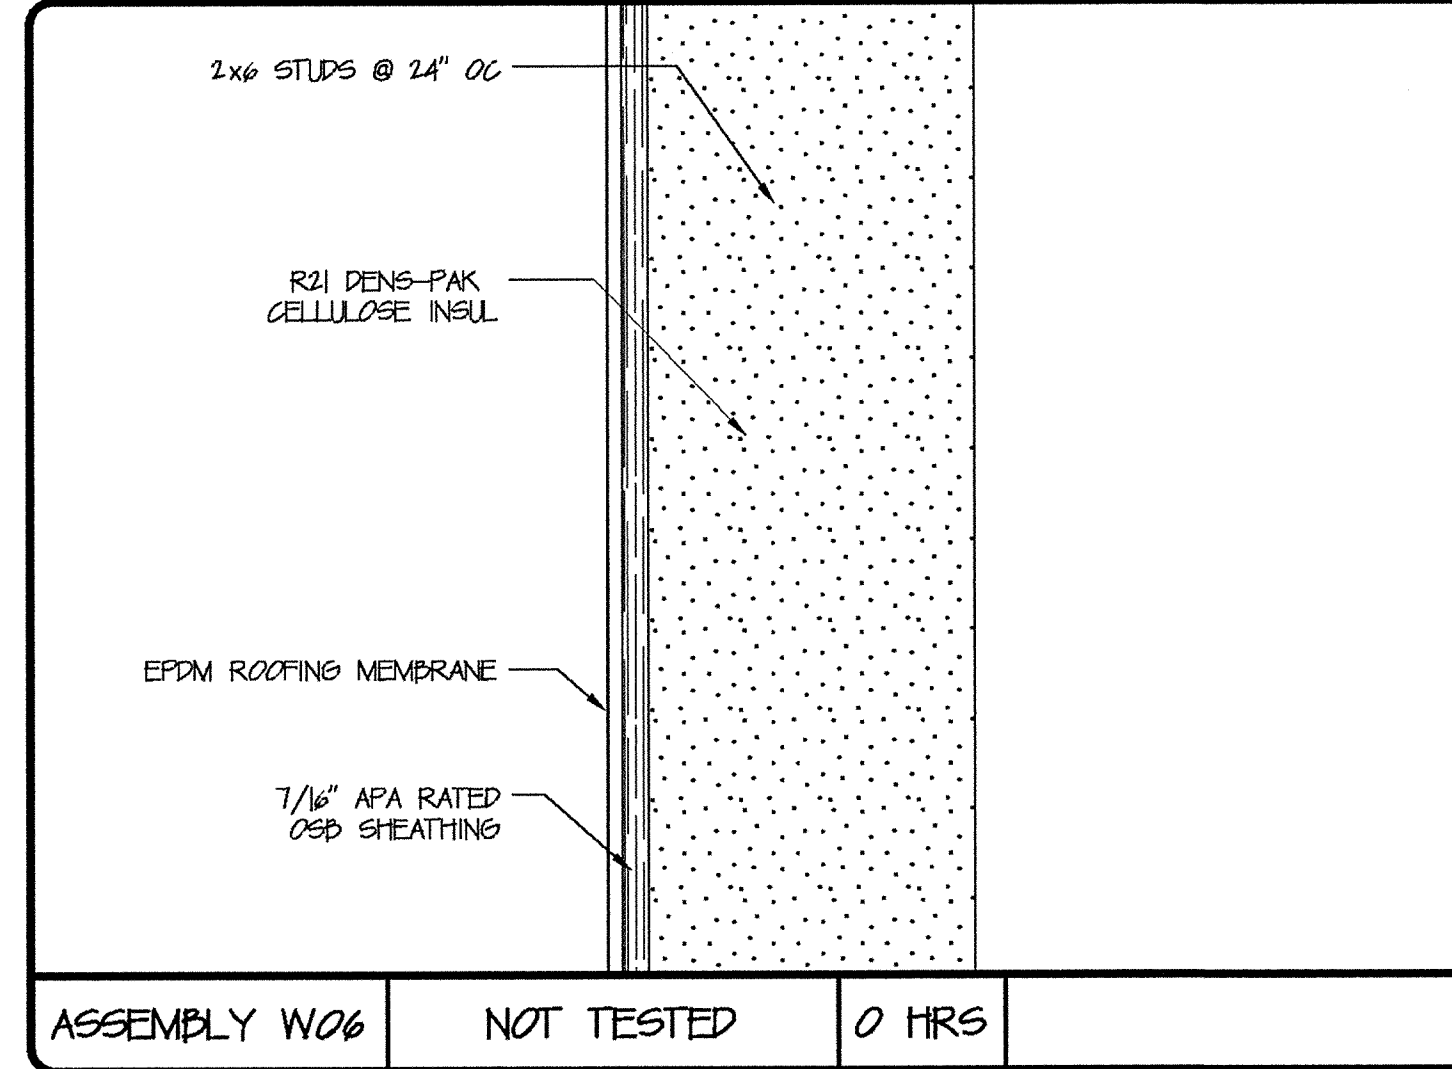 2x6 STUDS @ 24" OC
R21 DENS-PAK
CELLULOSE INSUL
EPDM ROOFING MEMBRANE
7/16" APA RATED
OSB SHEATHING
ASSEMBLY W06
NOT TESTED
0 HRS